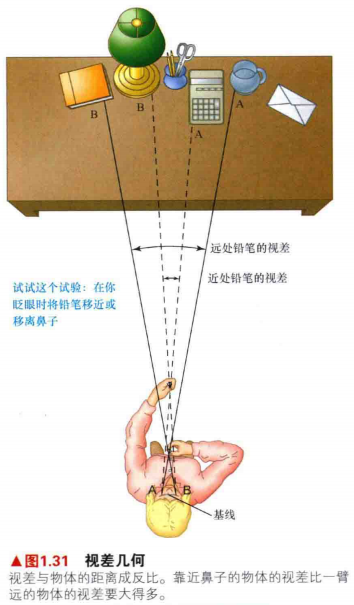 B
B
A
A
远处铅笔的视差
近处铅笔的视差
试试这个试验：在你
眨眼时将铅笔移近或
移离鼻子
A
B
基线
▲图1.31 视差几何
视差与物体的距离成反比。靠近鼻子的物体的视差比一臂
远的物体的视差要大得多。